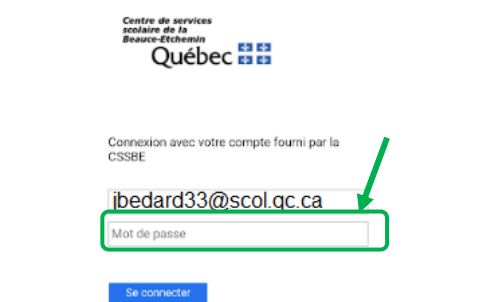 Centre de services
scolaire de la
Beauce-Etchemin
Québec
Connexion avec votre compte fourni par la
CSSBE
jbedard33@scol.qc.ca
Mot de passe
Se connecter